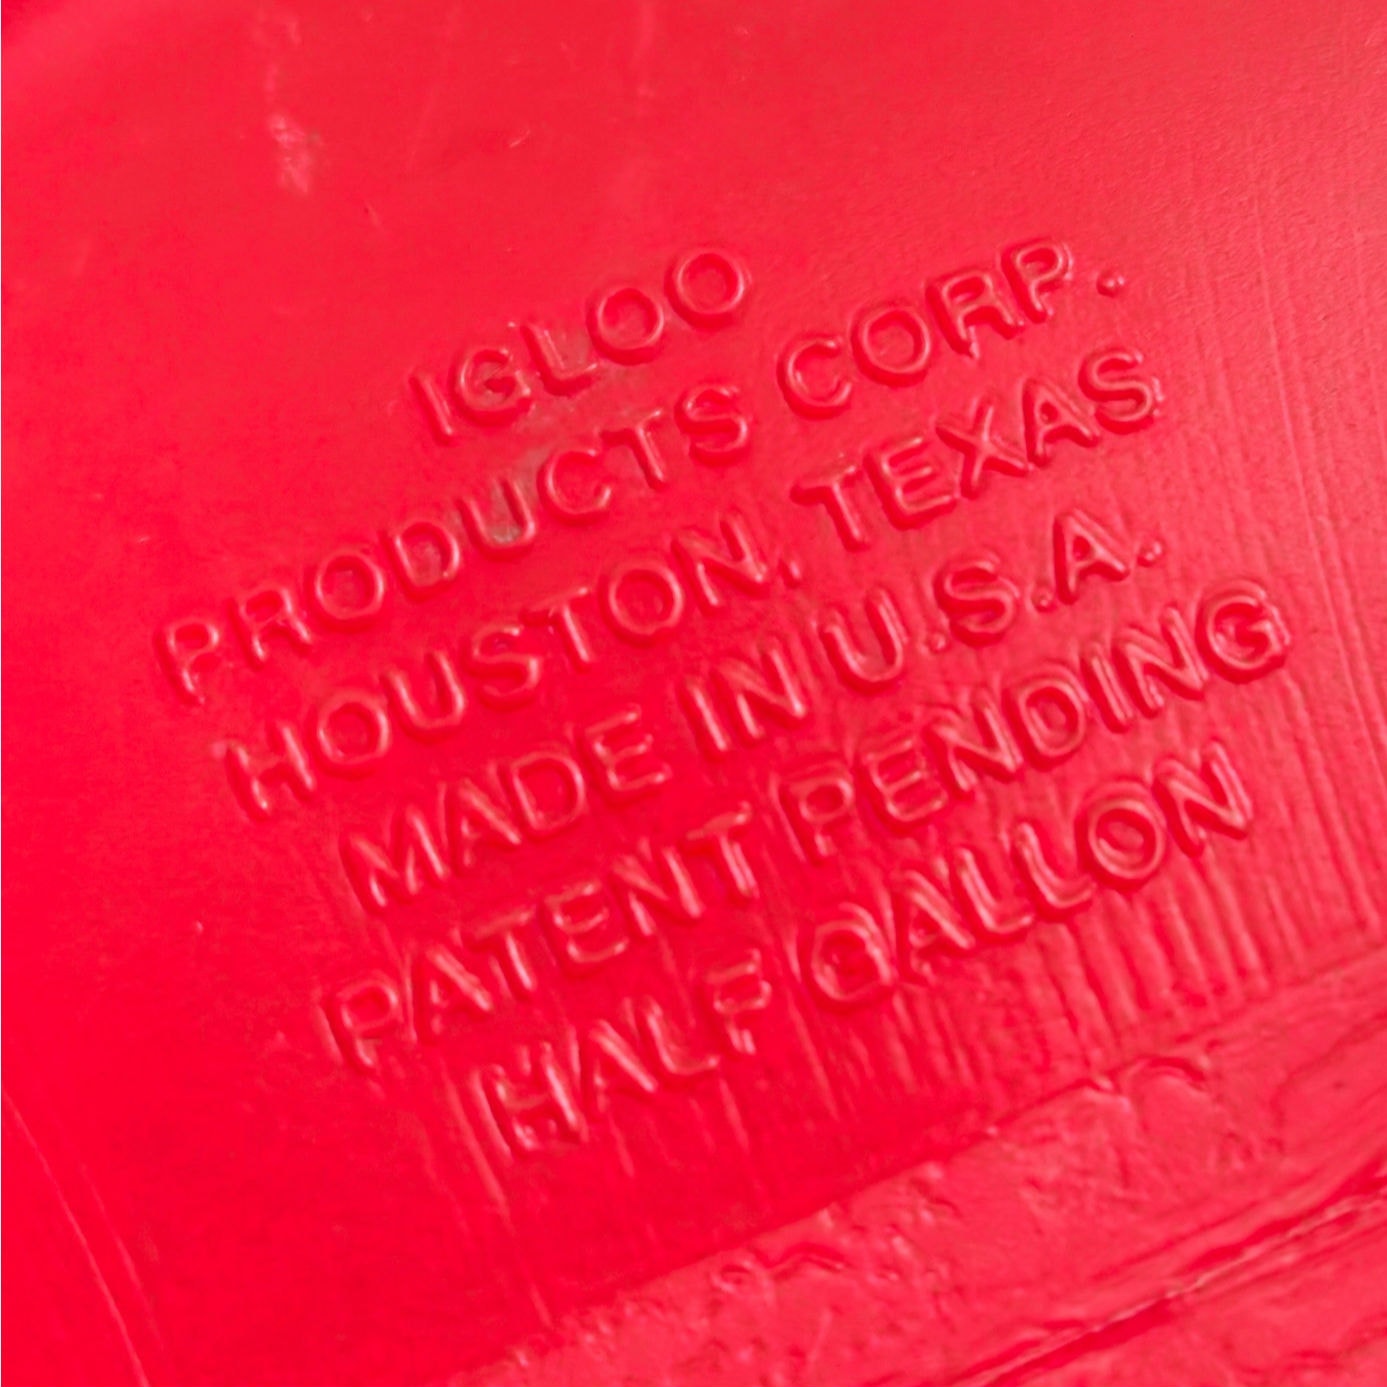 IGLOO
PRODUCTS CORP.
HOUSTON, TEXAS
MADE IN U.S.A.
PATENT PENDING
HALF GALLON